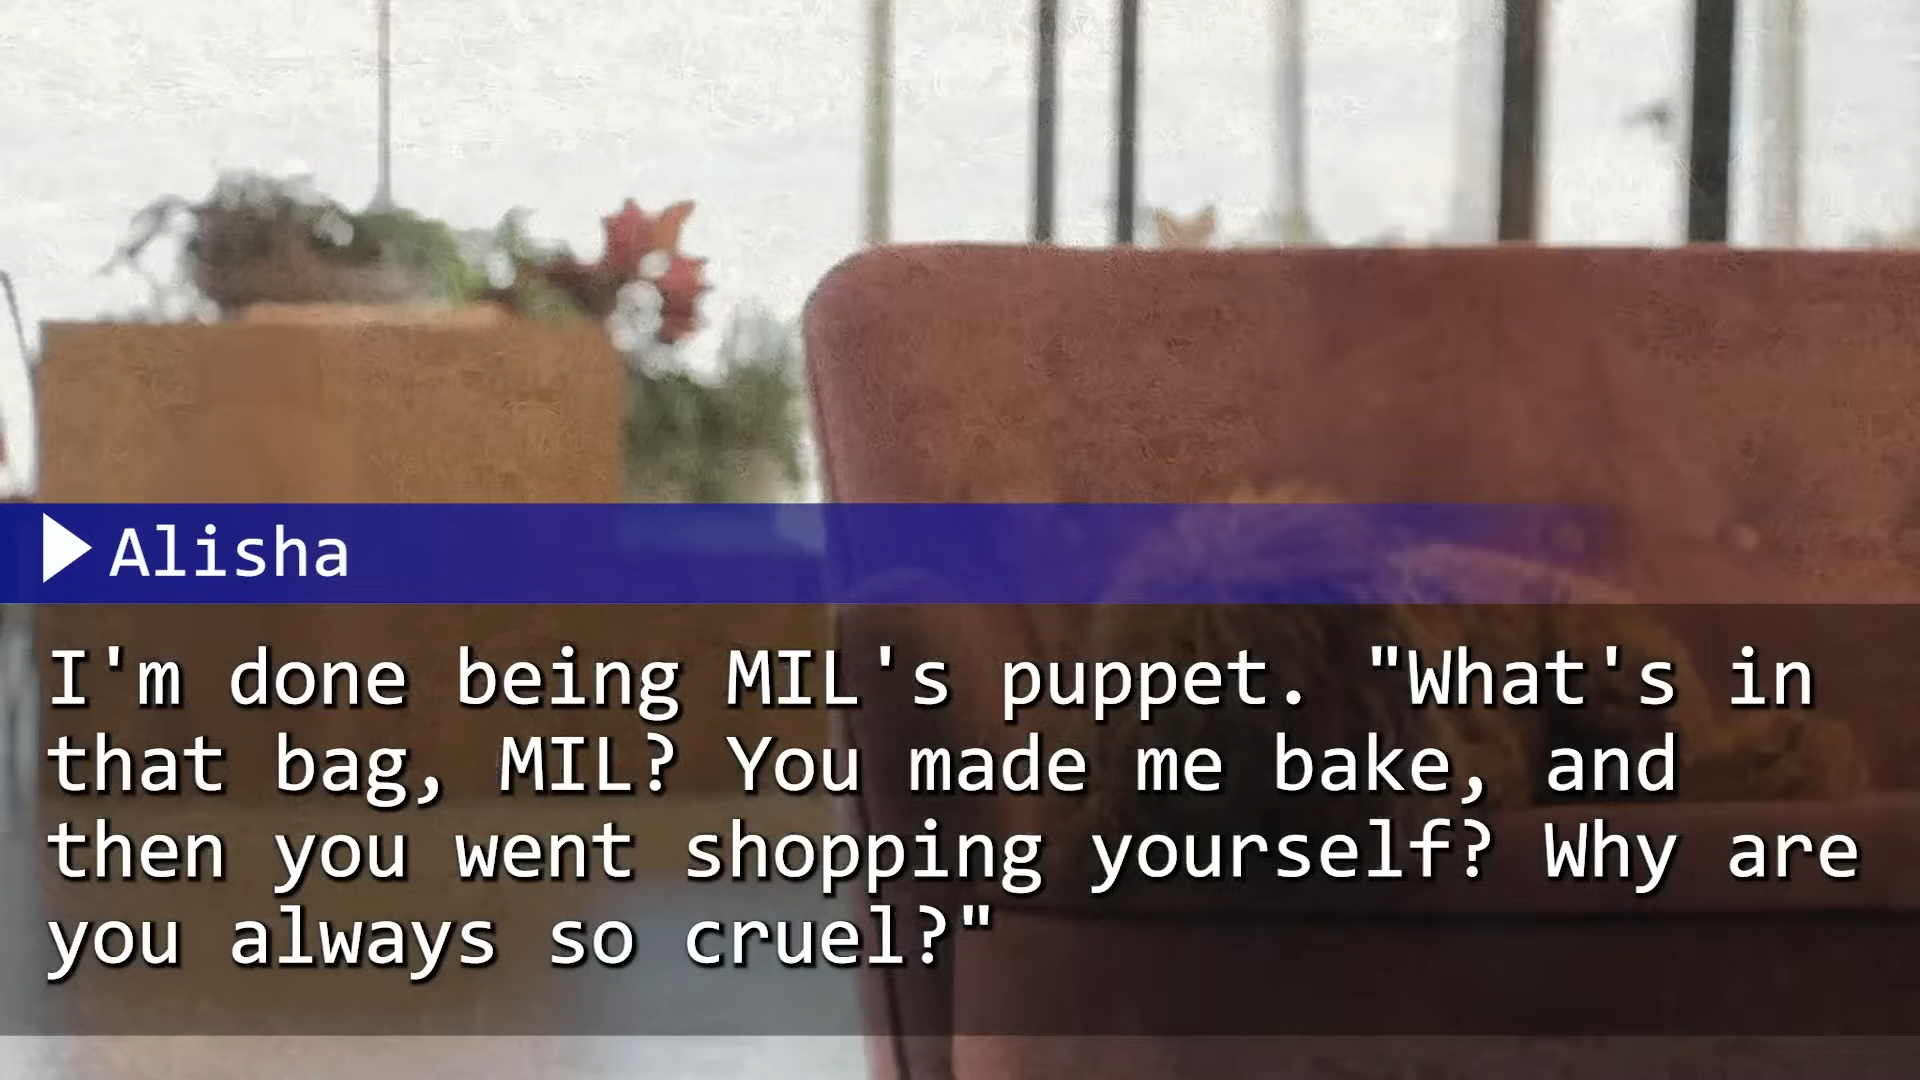 Alisha
I'm done being MIL's puppet. "What's in
that bag, MIL? You made me bake, and
then you went shopping yourself? Why are
you always so cruel?"